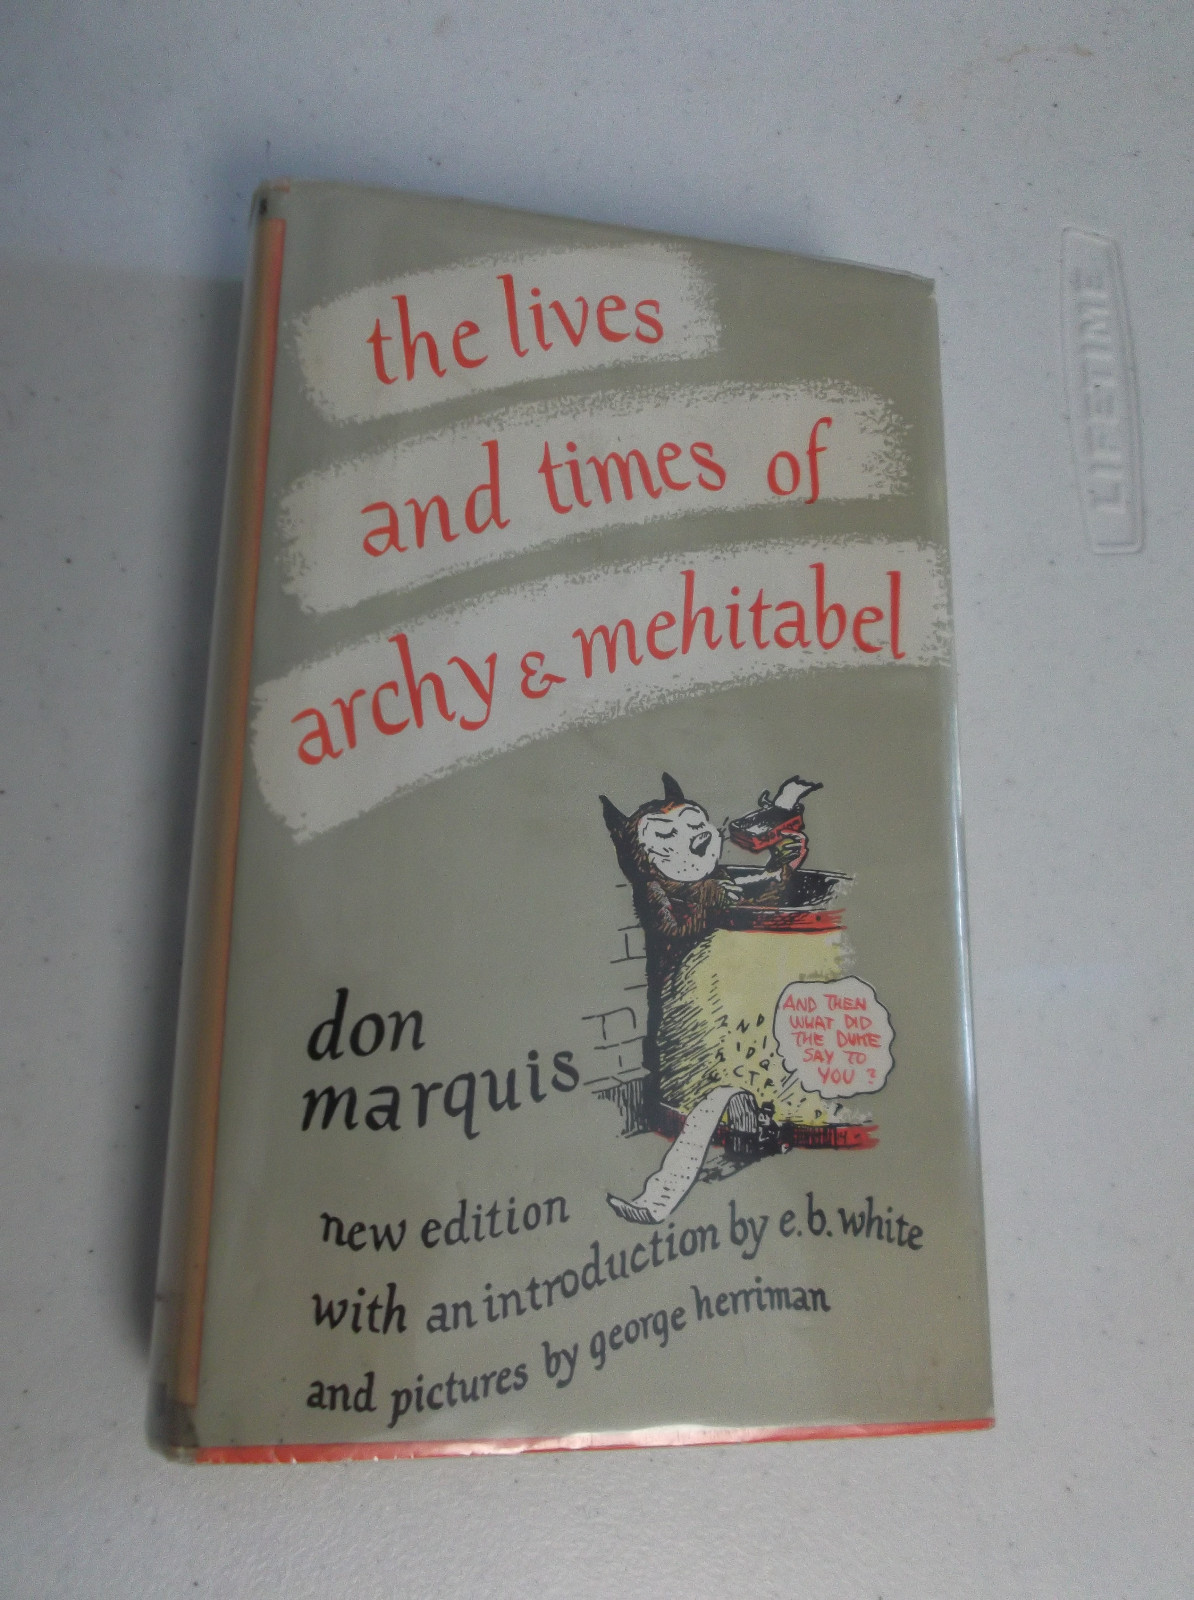 the lives
and times of
archy & mehitabel
don
marquis
AND THEN
WHAT DID
THE DUKE
SAY TO
YOU?
new edition
with an introduction by e.b. white
and pictures by george herriman
LIFETIME